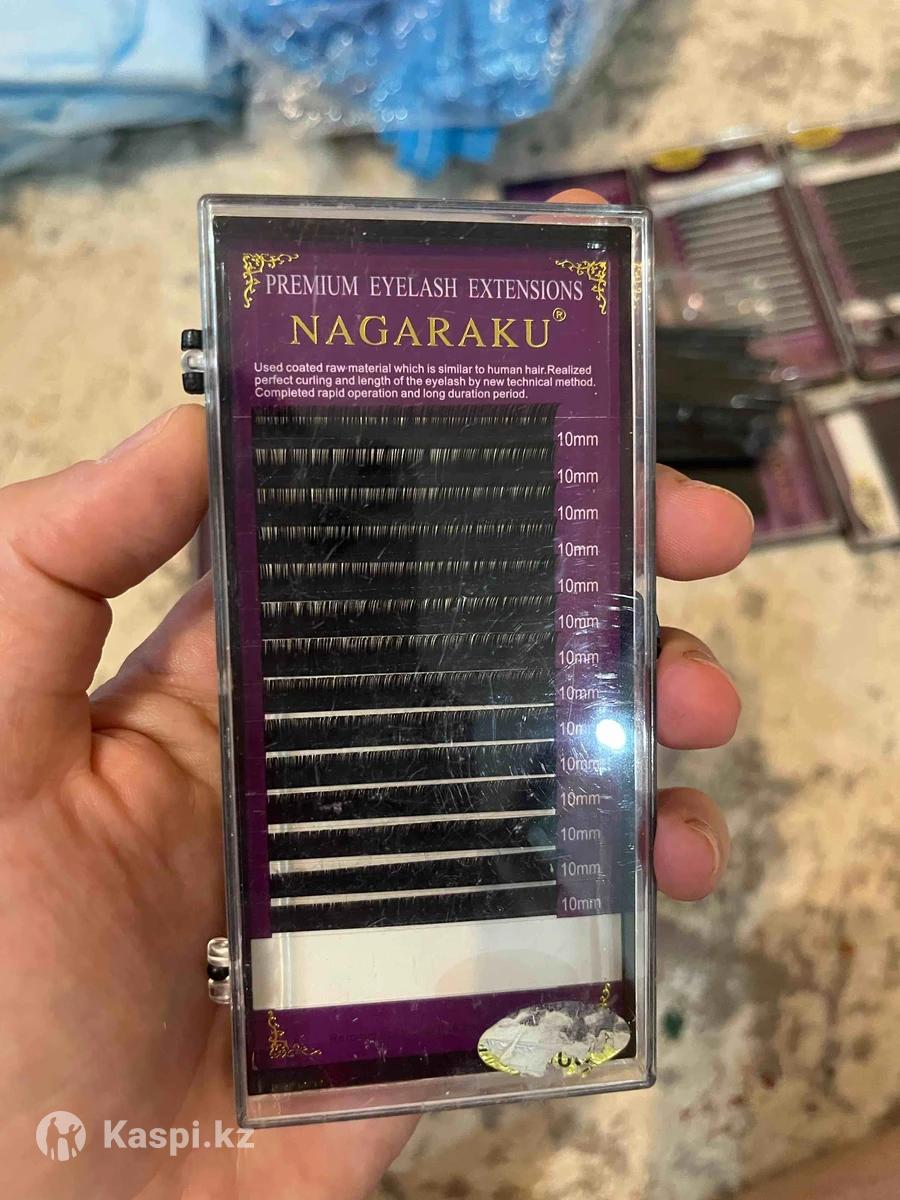 PREMIUM EYELASH EXTENSIONS
NAGARAKU®
Used coated raw material which is similar to human hair.Realized
perfect curling and length of the eyelash by new technical method.
Completed rapid operation and long duration period.
10mm
10mm
10mm
10mm
10mm
10mm
10mm
10mm
10mm
10mm
10mm
10mm
10mm
10mm
Kaspi.kz